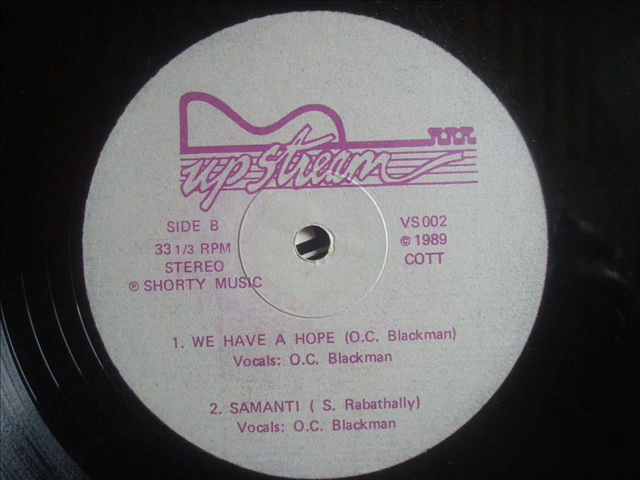 upstream
SIDE B
33 1/3 RPM
STEREO
℗ SHORTY MUSIC
VS 002
© 1989
COTT
1. WE HAVE A HOPE (O.C. Blackman)
Vocals: O.C. Blackman
2. SAMANTI ( S. Rabathally)
Vocals: O.C. Blackman